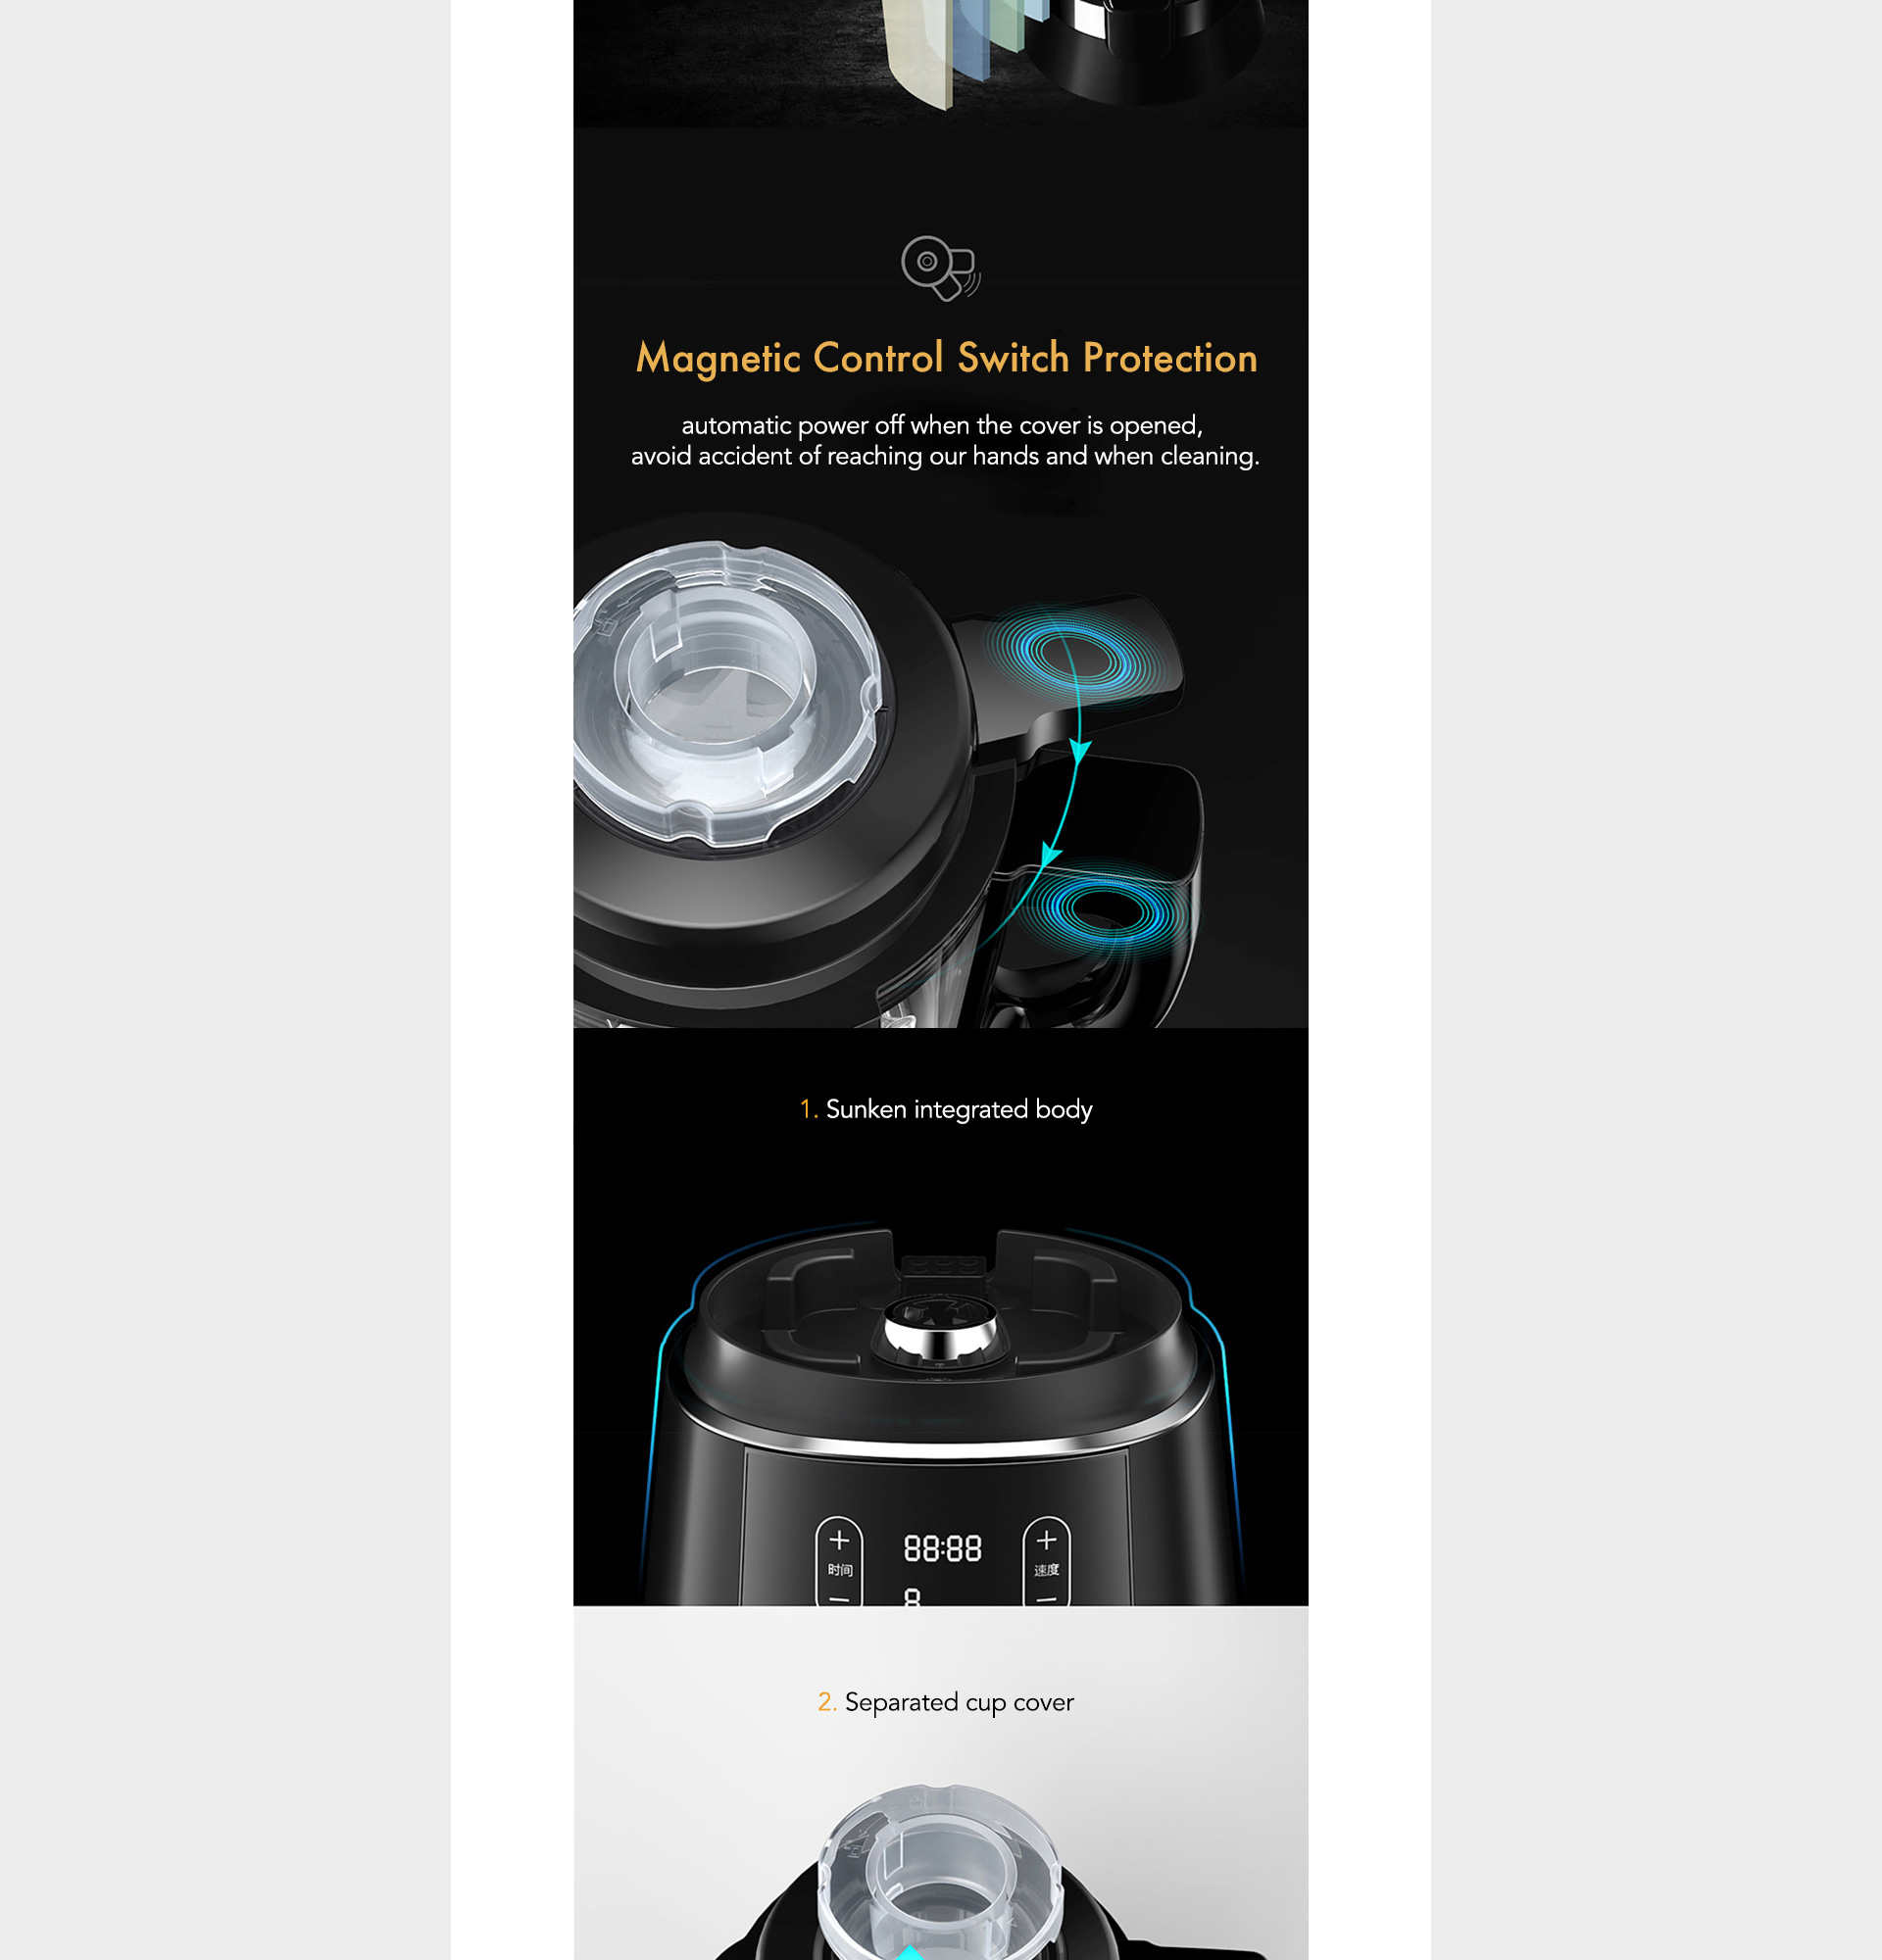 Magnetic Control Switch Protection
automatic power off when the cover is opened,
avoid accident of reaching our hands and when cleaning.
1. Sunken integrated body
88:88
时间
速度
8
2. Separated cup cover